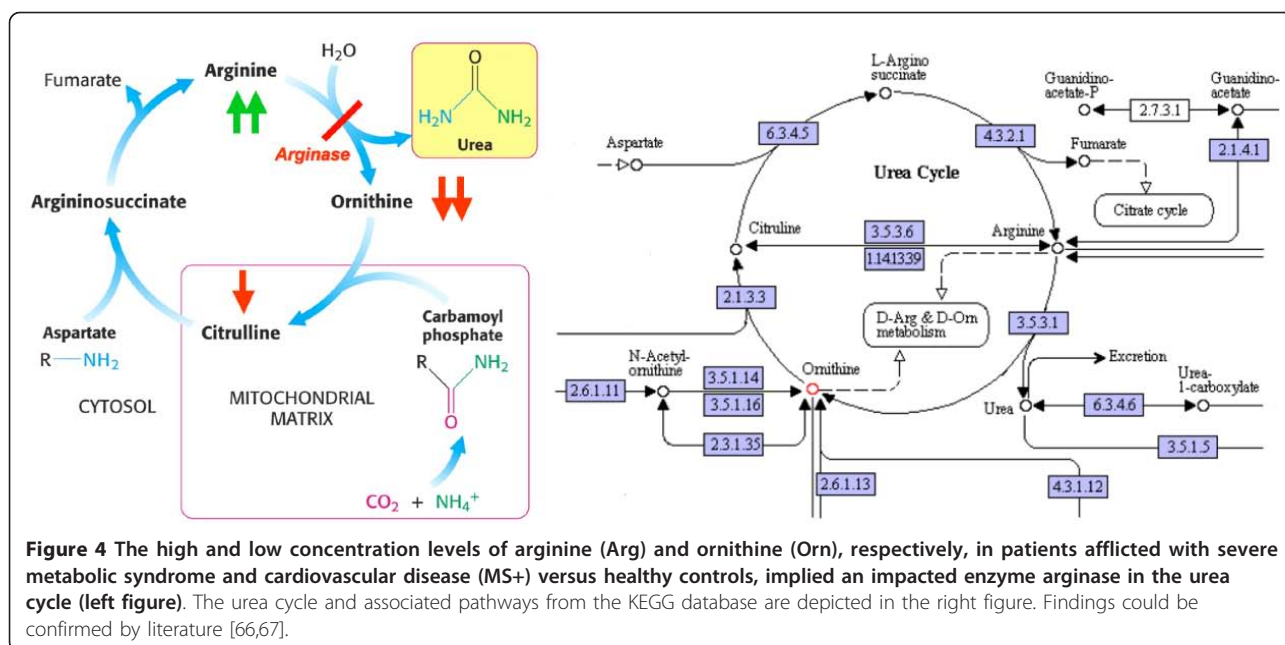 H₂O
Fumarate
Arginine
O
H₂N
NH₂
Urea
Arginase
Argininosuccinate
Ornithine
Aspartate
R—NH₂
Citrulline
Carbamoyl
phosphate
R
NH₂
O
CYTOSOL
MITOCHONDRIAL
MATRIX
CO₂ + NH₄⁺
L-Argino
succinate
Guanidino-
acetate-P
Guanidino-
acetate
2.7.3.1
6.3.4.5
4.3.2.1
2.1.4.1
Aspartate
Fumarate
Urea Cycle
Citrate cycle
Citruline
3.5.3.6
1.14.13.39
Arginine
2.1.3.3
D-Arg & D-Orn
metabolism
3.5.3.1
N-Acetyl-
ornithine
Ornithine
Excretion
2.6.1.11
3.5.1.14
3.5.1.16
Urea-
1-carboxylate
Urea
6.3.4.6
2.3.1.35
3.5.1.5
2.6.1.13
4.3.1.12
Figure 4 The high and low concentration levels of arginine (Arg) and ornithine (Orn), respectively, in patients afflicted with severe
metabolic syndrome and cardiovascular disease (MS+) versus healthy controls, implied an impacted enzyme arginase in the urea
cycle (left figure). The urea cycle and associated pathways from the KEGG database are depicted in the right figure. Findings could be
confirmed by literature [66,67].